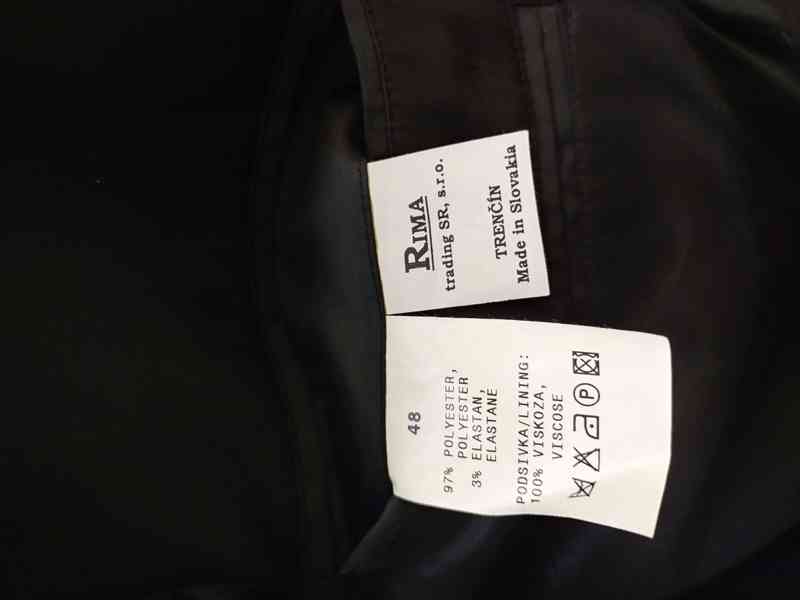 RIMA
trading SR, s.r.o.
TRENČÍN
Made in Slovakia
48
97% POLYESTER,
POLYESTER
3% ELASTAN,
ELASTANE
PODSIVKA/LINING:
100% VISKOZA,
VISCOSE
P